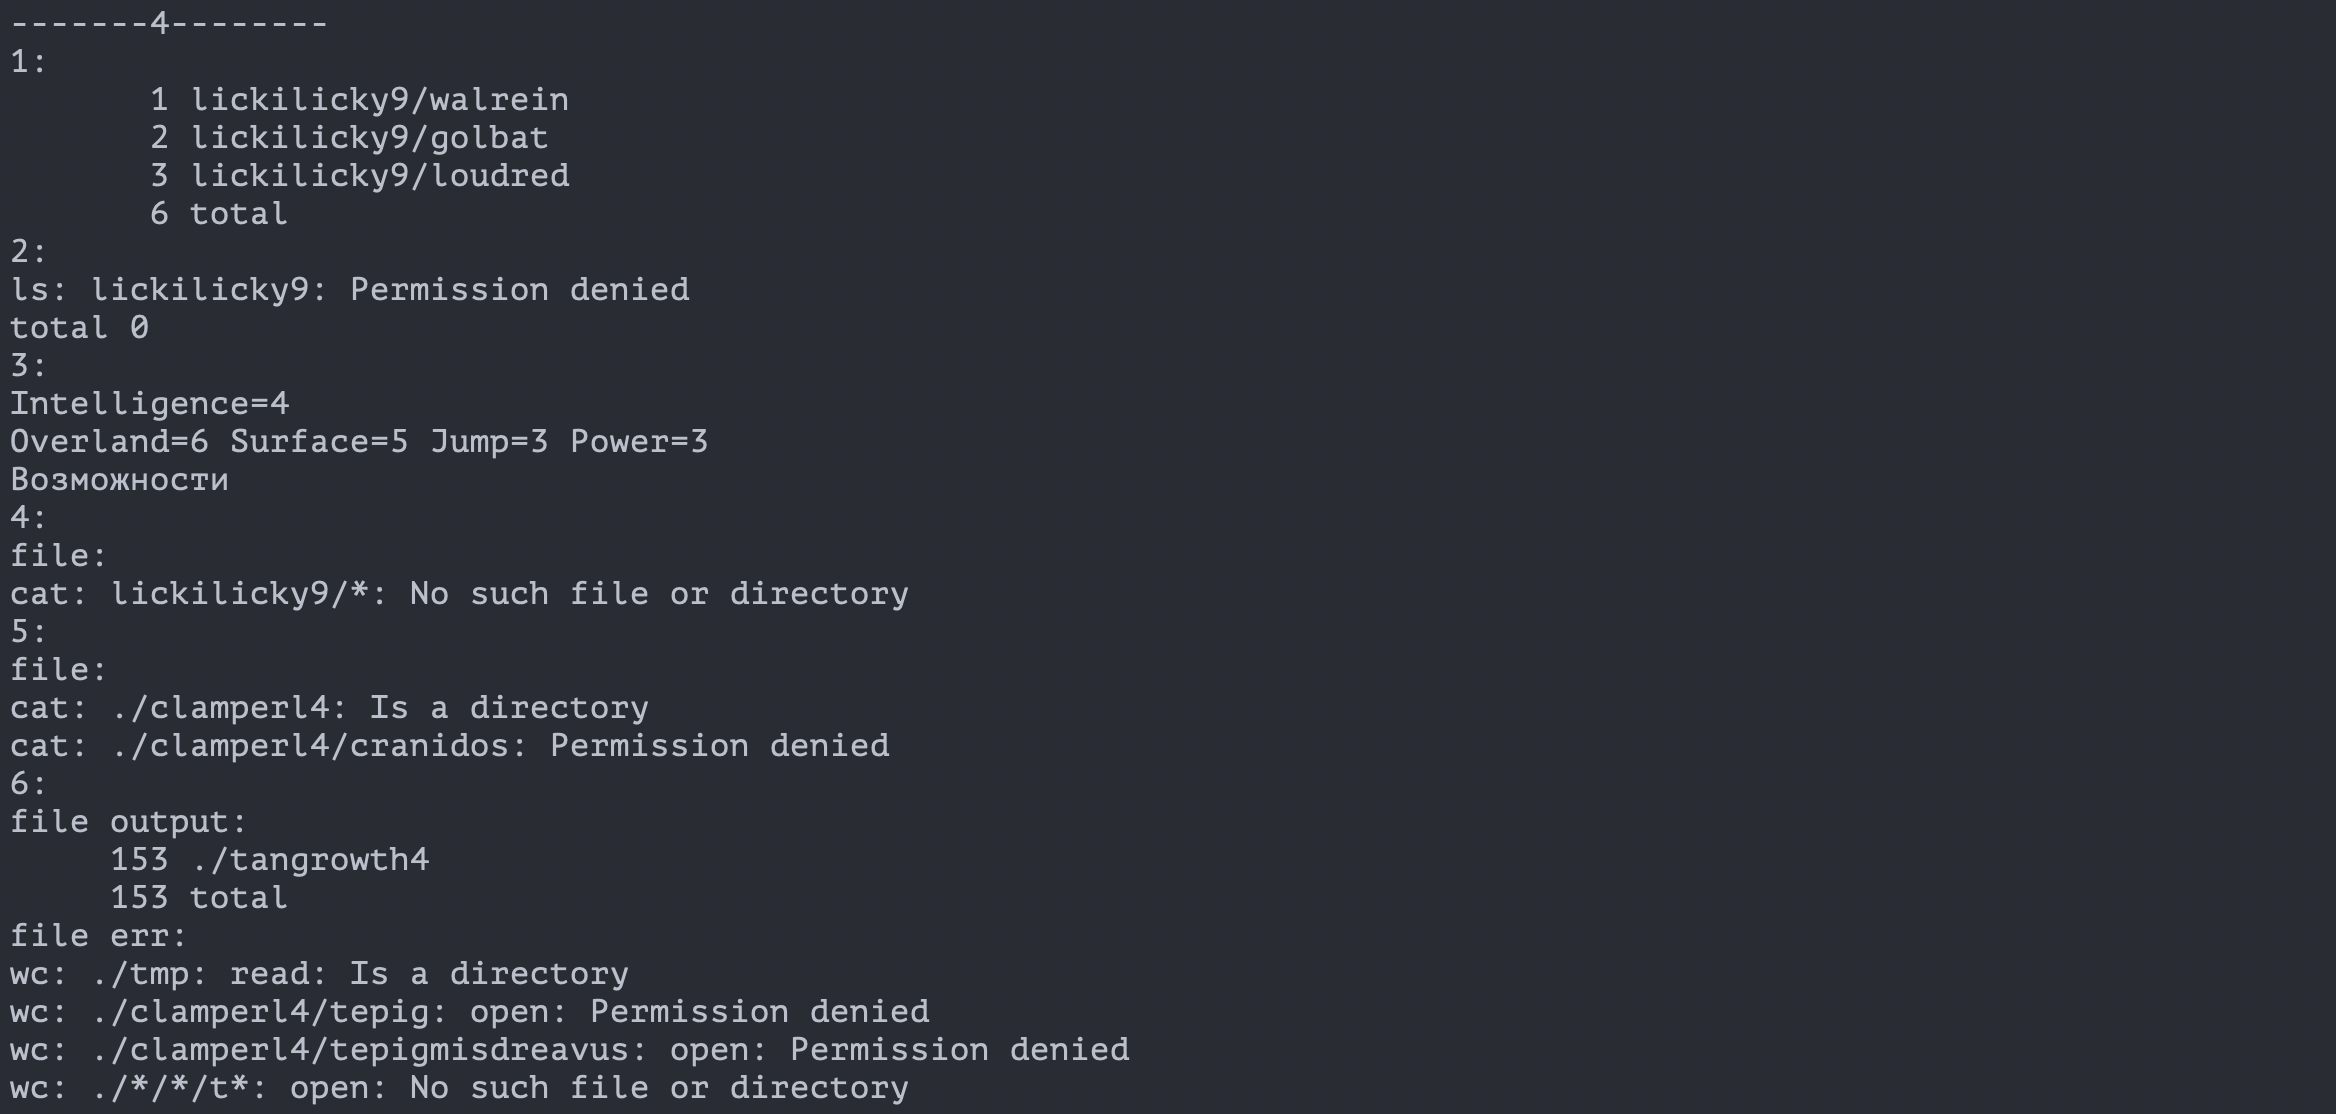 -------4--------
1:
       1 lickilicky9/walrein
       2 lickilicky9/golbat
       3 lickilicky9/loudred
       6 total
2:
ls: lickilicky9: Permission denied
total 0
3:
Intelligence=4
Overland=6 Surface=5 Jump=3 Power=3
Возможности
4:
file:
cat: lickilicky9/*: No such file or directory
5:
file:
cat: ./clamperl4: Is a directory
cat: ./clamperl4/cranidos: Permission denied
6:
file output:
     153 ./tangrowth4
     153 total
file err:
wc: ./tmp: read: Is a directory
wc: ./clamperl4/tepig: open: Permission denied
wc: ./clamperl4/tepigmisdreavus: open: Permission denied
wc: ./*/*/t*: open: No such file or directory